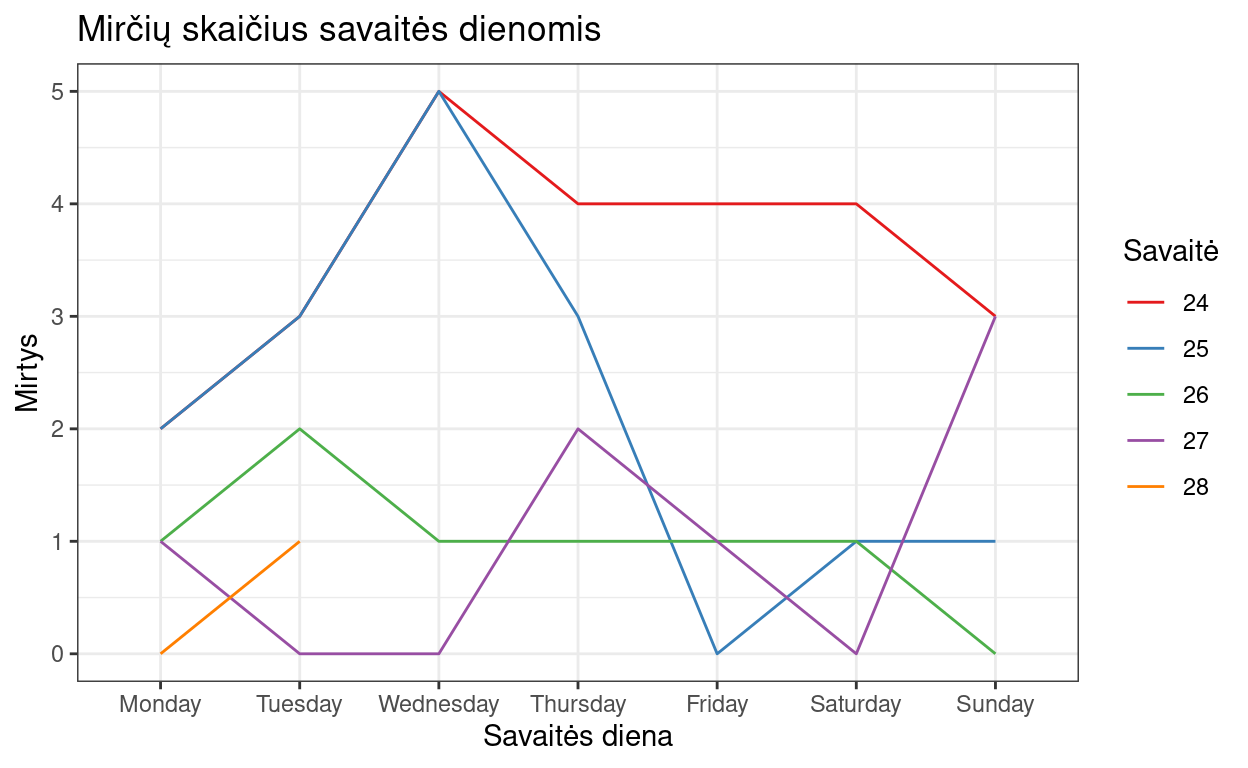 Mirčių skaičius savaitės dienomis
5
4
3
2
1
0
Mirtys
Monday Tuesday Wednesday Thursday Friday Saturday Sunday
Savaitės diena
Savaitė
24
25
26
27
28